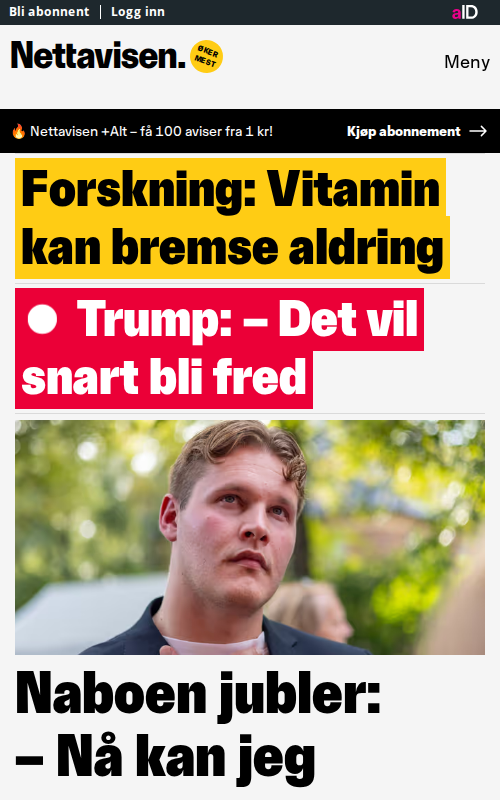 Bli abonnent | Logg inn aID
Nettavisen. ØKER MEST
Meny
🔥 Nettavisen +Alt – få 100 aviser fra 1 kr! Kjøp abonnement →
Forskning: Vitamin
kan bremse aldring
Trump: – Det vil
snart bli fred
Naboen jubler:
– Nå kan jeg